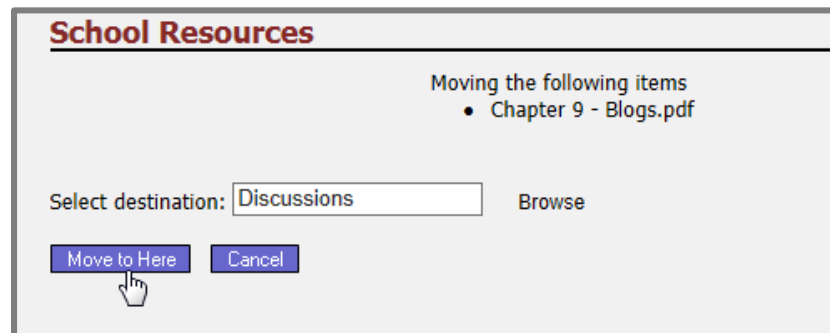 School Resources
Moving the following items
• Chapter 9 - Blogs.pdf
Select destination: Discussions Browse
Move to Here Cancel